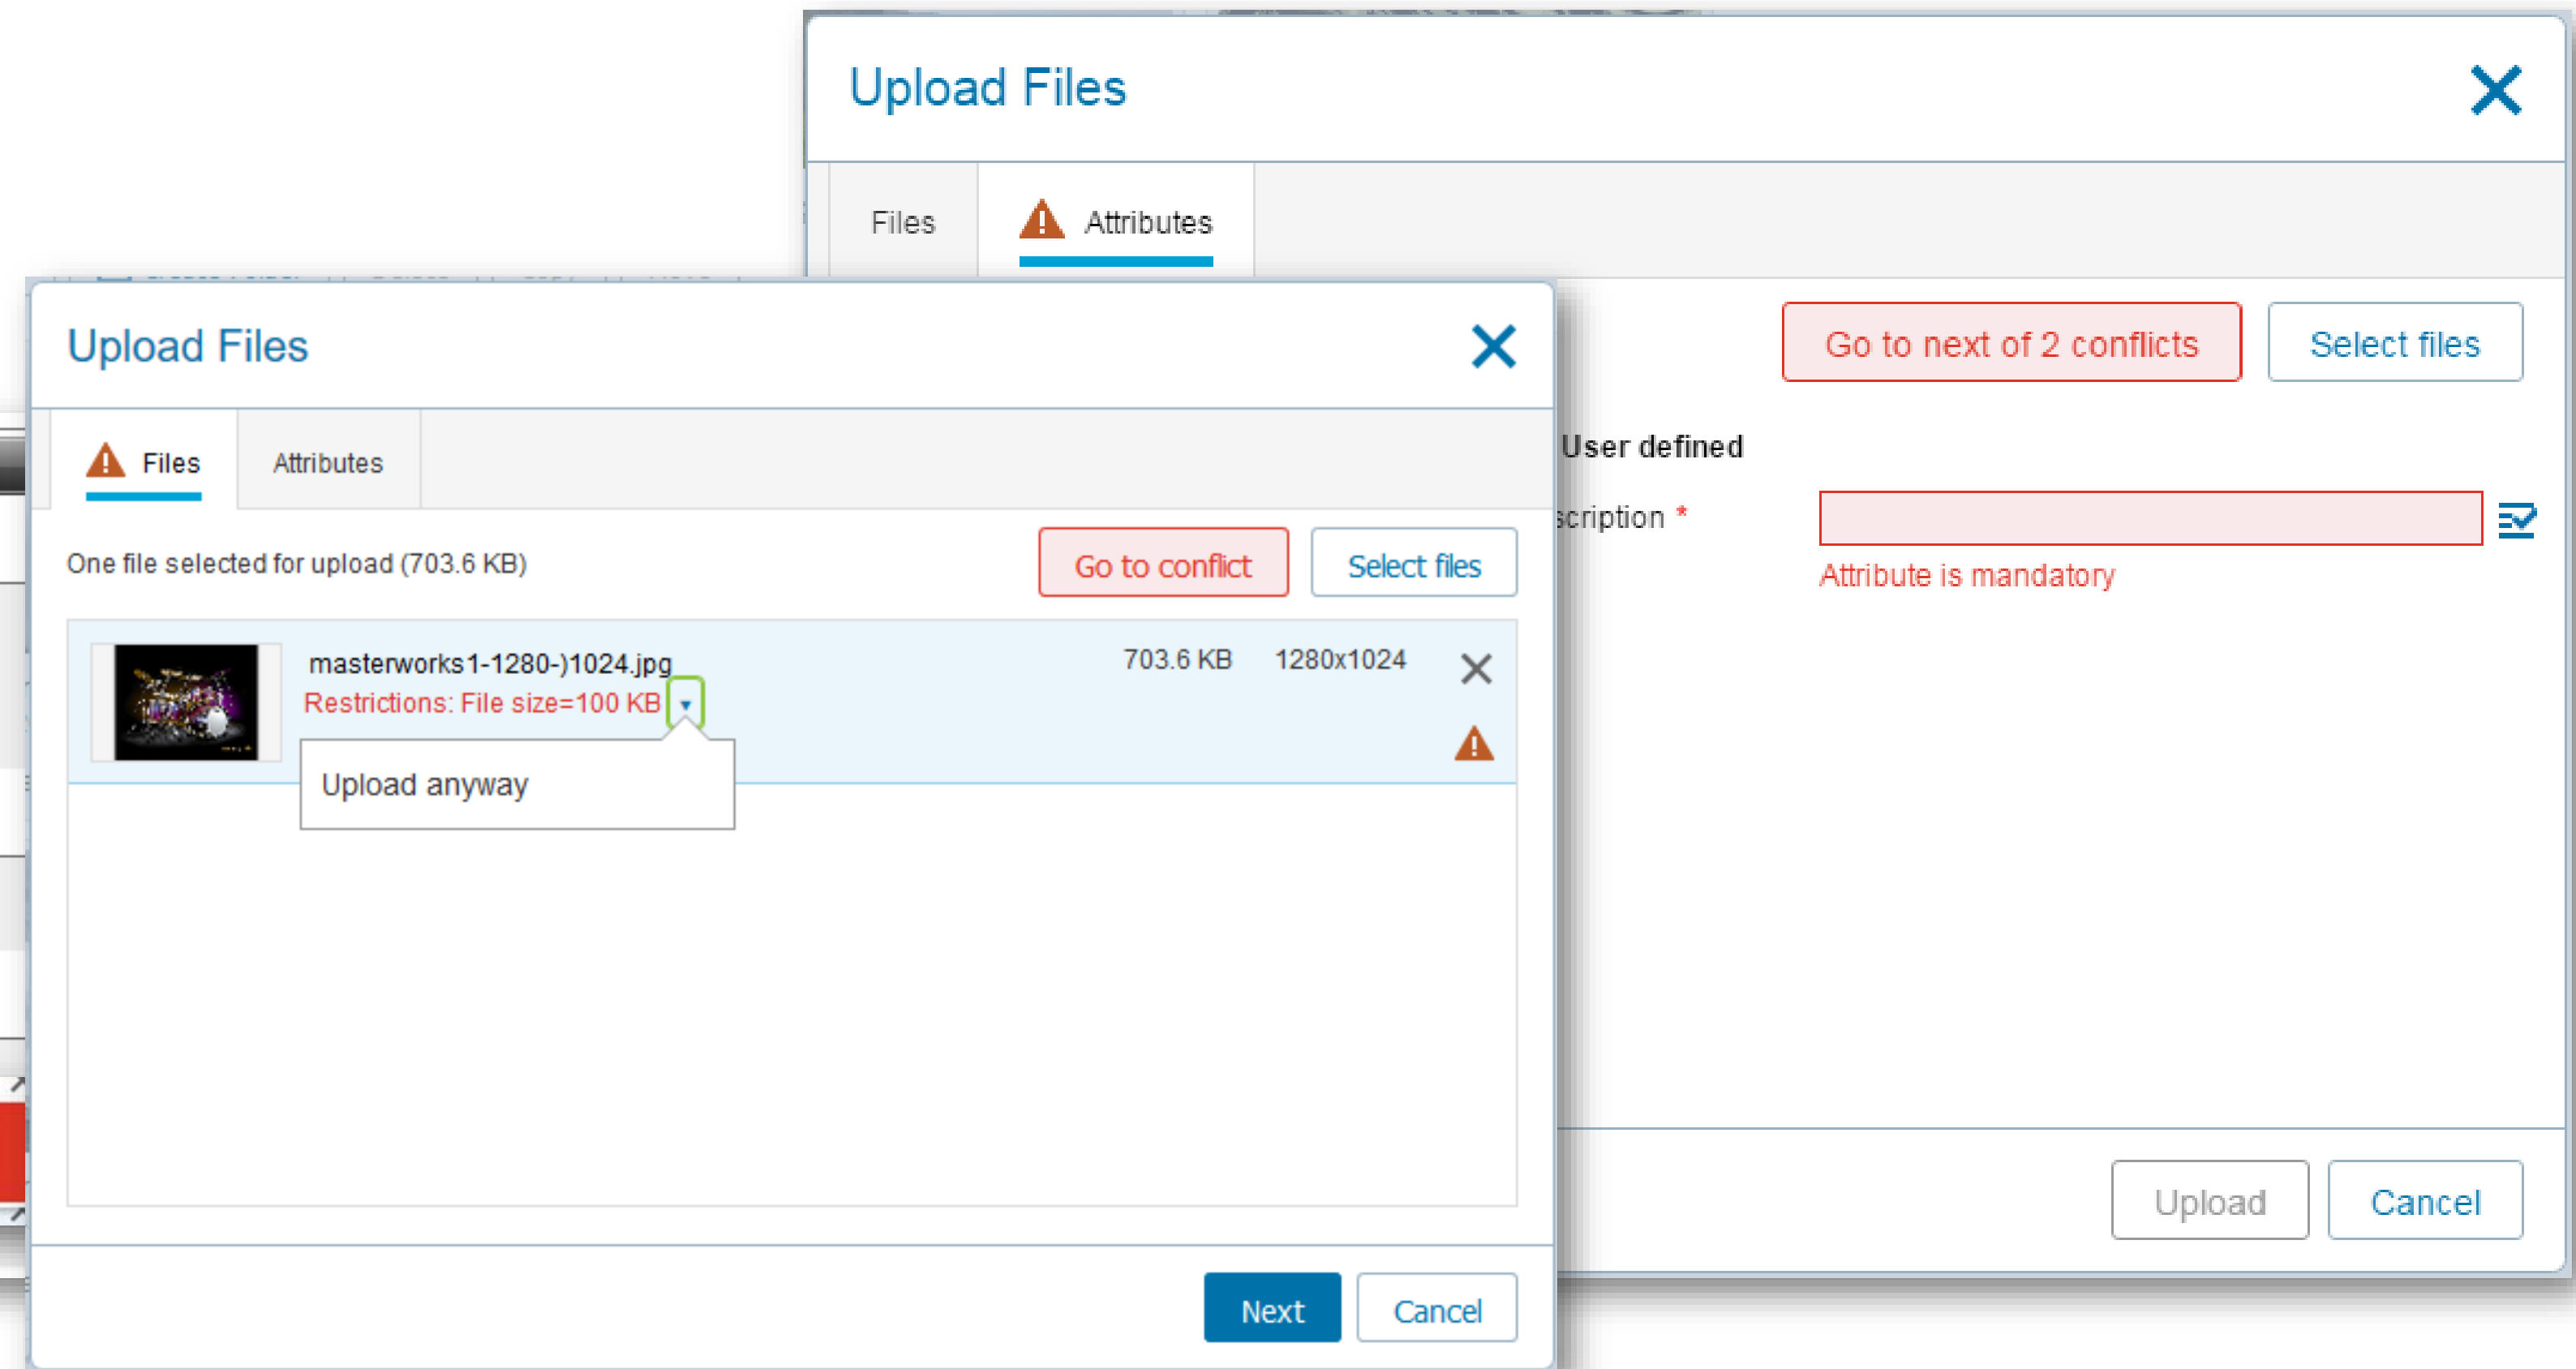 Upload Files
Files
Attributes
Go to next of 2 conflicts
Select files
User defined
scription *
Attribute is mandatory
Upload
Cancel
Upload Files
Files
Attributes
One file selected for upload (703.6 KB)
Go to conflict
Select files
masterworks1-1280-)1024.jpg
703.6 KB
1280x1024
Restrictions: File size=100 KB
Upload anyway
Next
Cancel